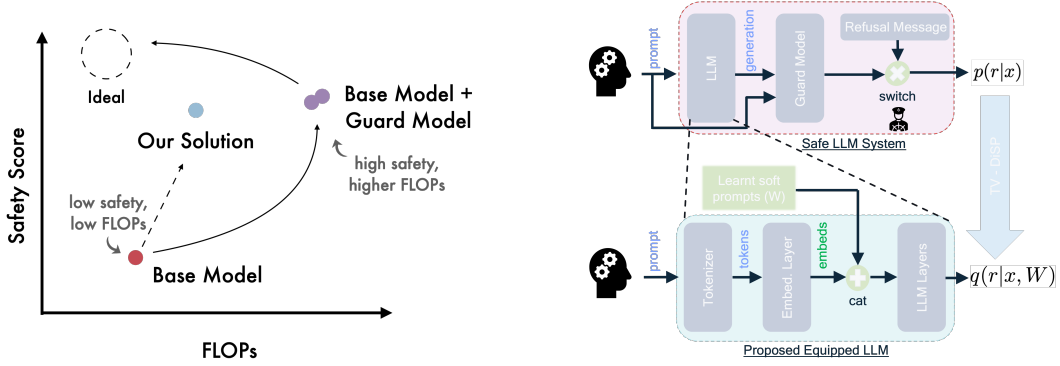 Safety Score
Ideal
Our Solution
Base Model +
Guard Model
high safety,
higher FLOPs
low safety,
low FLOPs
Base Model
FLOPs
prompt
LLM
generation
Guard Model
Refusal Message
switch
p(r|x)
Safe LLM System
TV - DISP
Learnt soft
prompts (W)
prompt
Tokenizer
tokens
Embed. Layer
embeds
cat
LLM Layers
q(r|x, W)
Proposed Equipped LLM